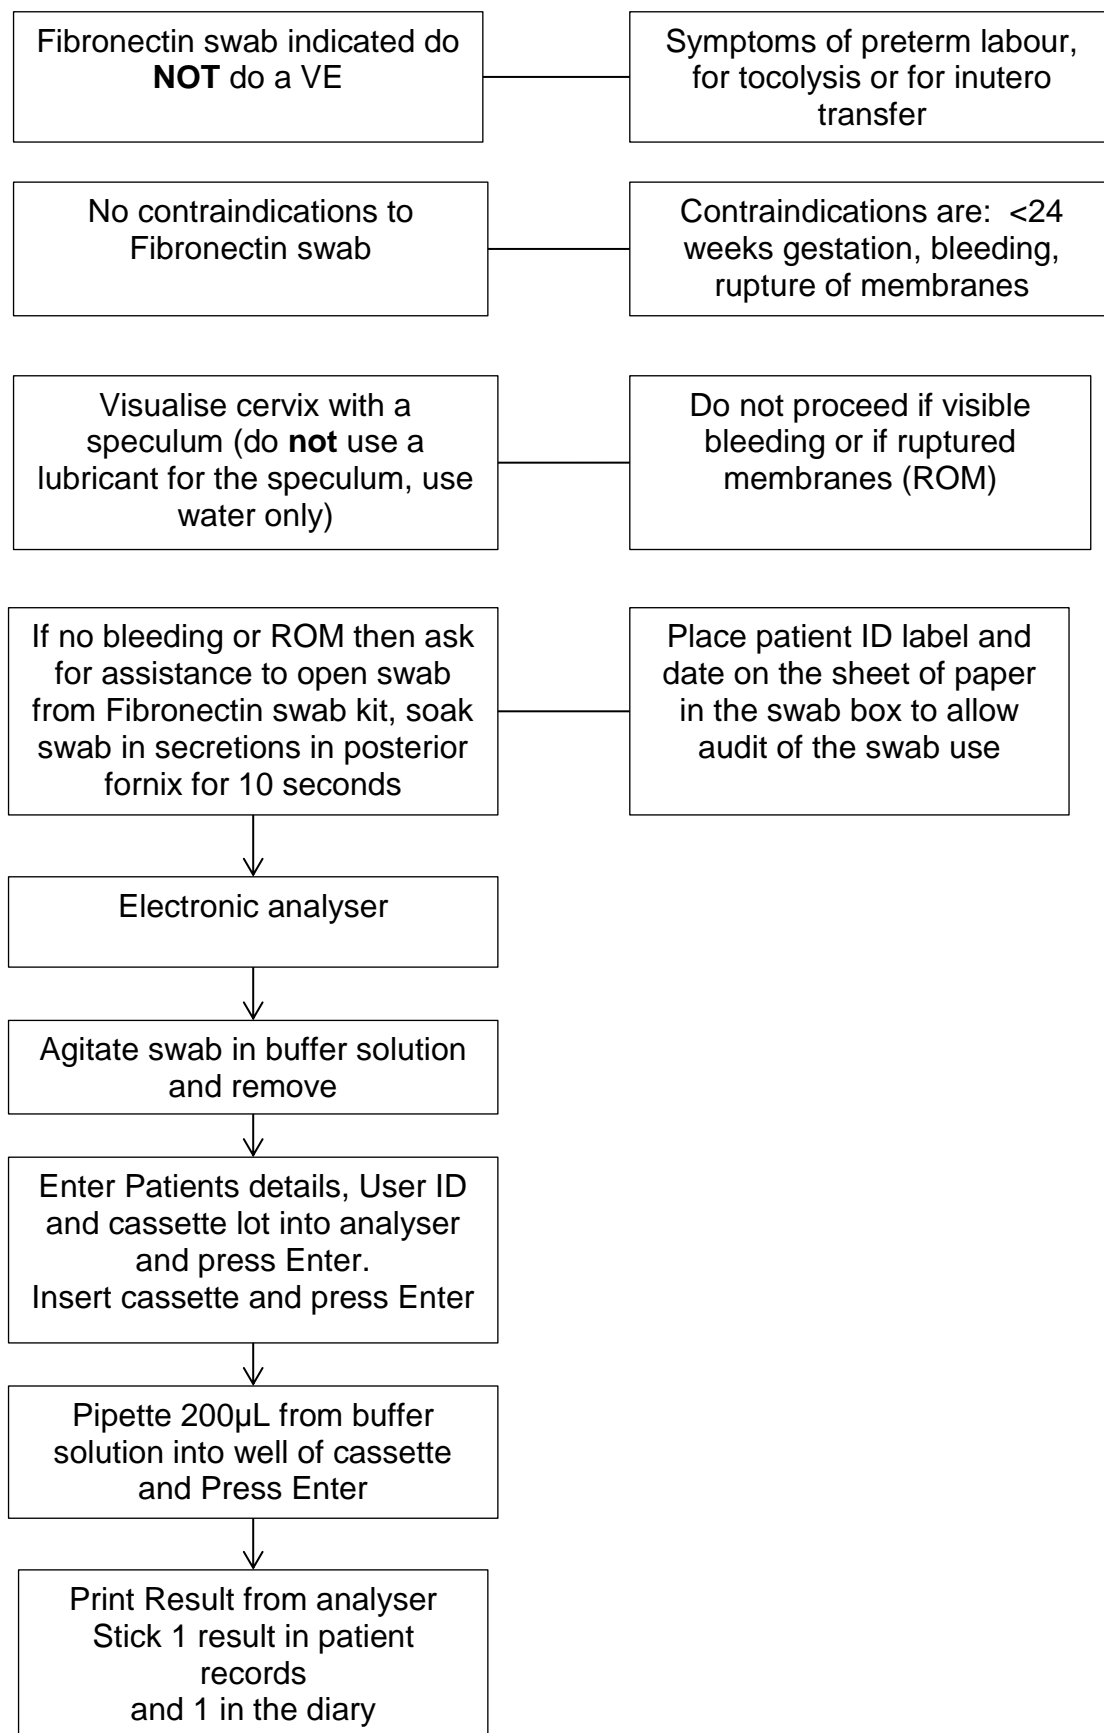 Fibronectin swab indicated do
NOT do a VE
Symptoms of preterm labour,
for tocolysis or for inutero
transfer
No contraindications to
Fibronectin swab
Contraindications are:  <24
weeks gestation, bleeding,
rupture of membranes
Visualise cervix with a
speculum (do not use a
lubricant for the speculum, use
water only)
Do not proceed if visible
bleeding or if ruptured
membranes (ROM)
If no bleeding or ROM then ask
for assistance to open swab
from Fibronectin swab kit, soak
swab in secretions in posterior
fornix for 10 seconds
Place patient ID label and
date on the sheet of paper
in the swab box to allow
audit of the swab use
Electronic analyser
Agitate swab in buffer solution
and remove
Enter Patients details, User ID
and cassette lot into analyser
and press Enter.
Insert cassette and press Enter
Pipette 200µL from buffer
solution into well of cassette
and Press Enter
Print Result from analyser
Stick 1 result in patient
records
and 1 in the diary